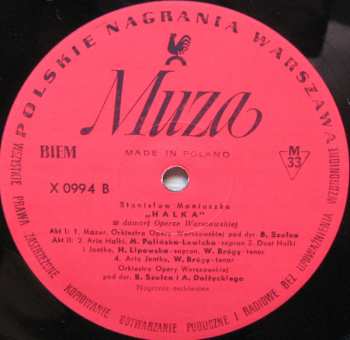 POLSKIE NAGRANIA WARSZAWA
Muza
BIEM
MADE IN POLAND
M
33
X 0994 B
Stanisław Moniuszko
„HALKA"
w dawnej Operze Warszawskiej
Akt I: 1. Mazur, Orkiestra Opery Warszawskiej pod dyr. B. Szulca
Akt II: 2. Aria Halki, M. Polińska-Lewicka-sopran 3. Duet Halki
i Jontka, H. Lipowska-sopran, W. Brégy-tenor
4. Aria Jontka, W. Brégy-tenor
Orkiestra Opery Warszawskiej
pod dyr. B. Szulca i A. Dołżyckiego
Nagranie archiwalne
WSZYSTKIE PRAWA ZASTRZEŻONE KOPIOWANIE ODTWARZANIE PUBLICZNE I RADIOWE BEZ UPOWAŻNIENIA WZBRONIONE